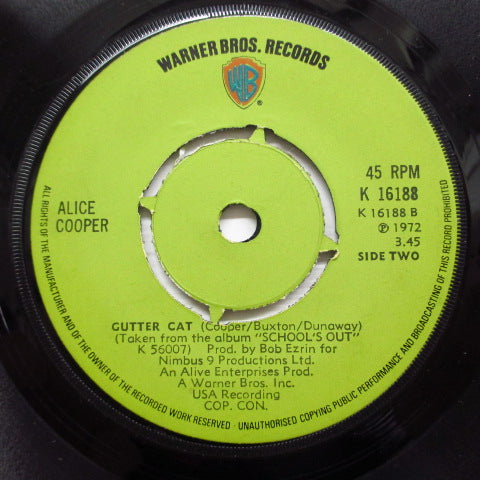 WARNER BROS. RECORDS
WB
®
ALICE
COOPER
45 RPM
K 16188
K 16188 B
Ⓟ 1972
3.45
SIDE TWO
GUTTER CAT (Cooper/Buxton/Dunaway)
(Taken from the album "SCHOOL'S OUT"
K 56007) Prod. by Bob Ezrin for
Nimbus 9 Productions Ltd.
An Alive Enterprises Prod.
A Warner Bros. Inc.
USA Recording
COP. CON.
ALL RIGHTS OF THE MANUFACTURER AND OF THE OWNER OF THE RECORDED WORK RESERVED · UNAUTHORISED COPYING PUBLIC PERFORMANCE AND BROADCASTING OF THIS RECORD PROHIBITED